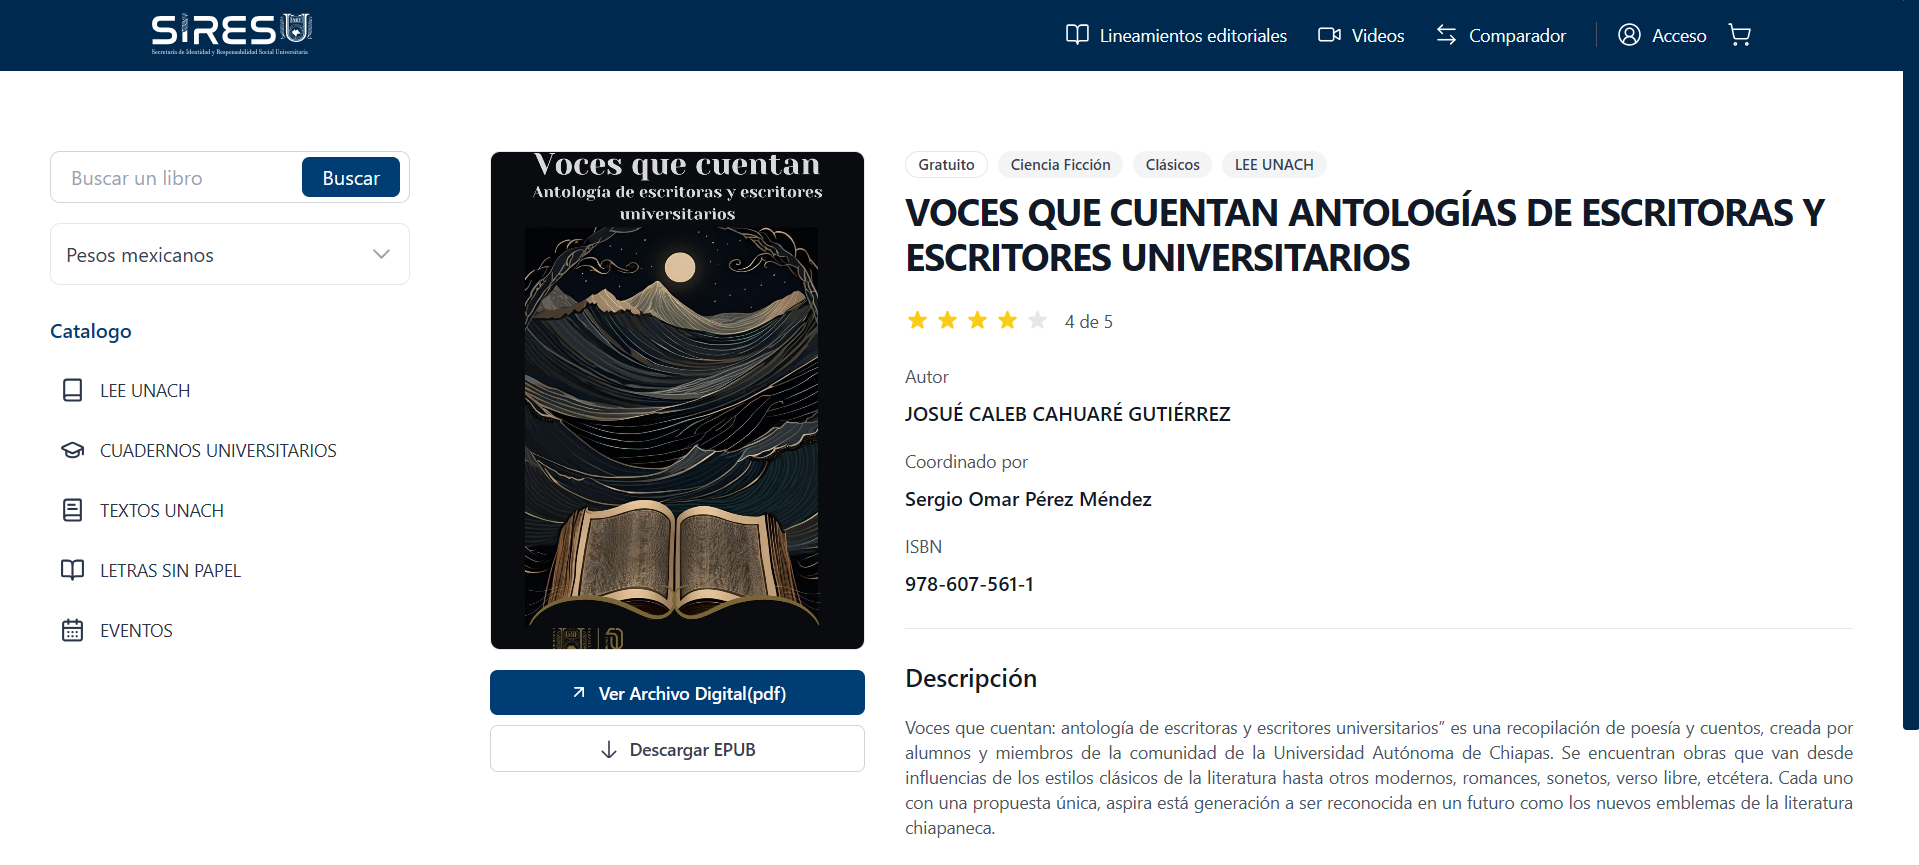 SIRESU
Secretaría de Identidad y Responsabilidad Social Universitaria
Lineamientos editoriales
Videos
Comparador
Acceso
Buscar un libro
Buscar
Pesos mexicanos
Catalogo
LEE UNACH
CUADERNOS UNIVERSITARIOS
TEXTOS UNACH
LETRAS SIN PAPEL
EVENTOS
Voces que cuentan
Antología de escritoras y escritores
universitarios
Ver Archivo Digital(pdf)
Descargar EPUB
Gratuito
Ciencia Ficción
Clásicos
LEE UNACH
VOCES QUE CUENTAN ANTOLOGÍAS DE ESCRITORAS Y
ESCRITORES UNIVERSITARIOS
4 de 5
Autor
JOSUÉ CALEB CAHUARÉ GUTIÉRREZ
Coordinado por
Sergio Omar Pérez Méndez
ISBN
978-607-561-1
Descripción
Voces que cuentan: antología de escritoras y escritores universitarios” es una recopilación de poesía y cuentos, creada por
alumnos y miembros de la comunidad de la Universidad Autónoma de Chiapas. Se encuentran obras que van desde
influencias de los estilos clásicos de la literatura hasta otros modernos, romances, sonetos, verso libre, etcétera. Cada uno
con una propuesta única, aspira está generación a ser reconocida en un futuro como los nuevos emblemas de la literatura
chiapaneca.